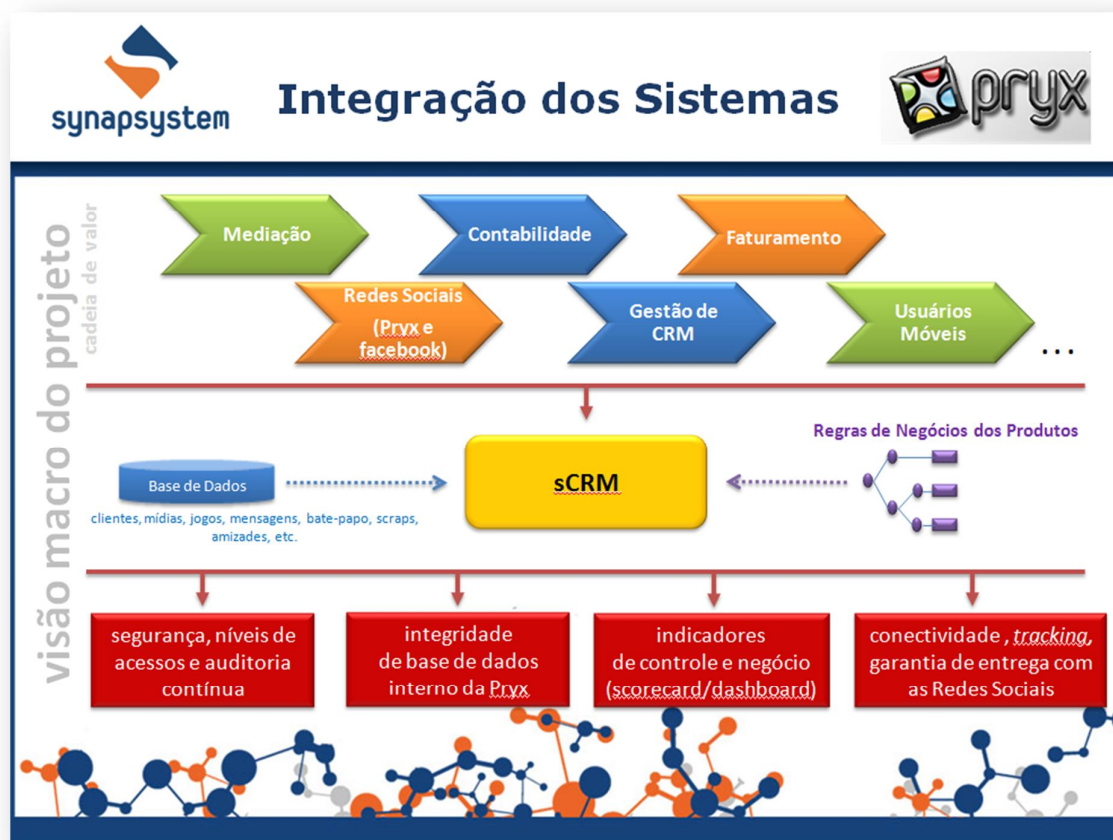 synapsystem
Integração dos Sistemas
pryx
visão macro do projeto
cadeia de valor
Mediação
Contabilidade
Faturamento
Redes Sociais
(Pryx e
facebook)
Gestão de
CRM
Usuários
Móveis
...
Regras de Negócios dos Produtos
Base de Dados
sCRM
clientes, mídias, jogos, mensagens, bate-papo, scraps,
amizades, etc.
segurança, níveis de
acessos e auditoria
contínua
integridade
de base de dados
interno da Pryx
indicadores
de controle e negócio
(scorecard/dashboard)
conectividade , tracking,
garantia de entrega com
as Redes Sociais